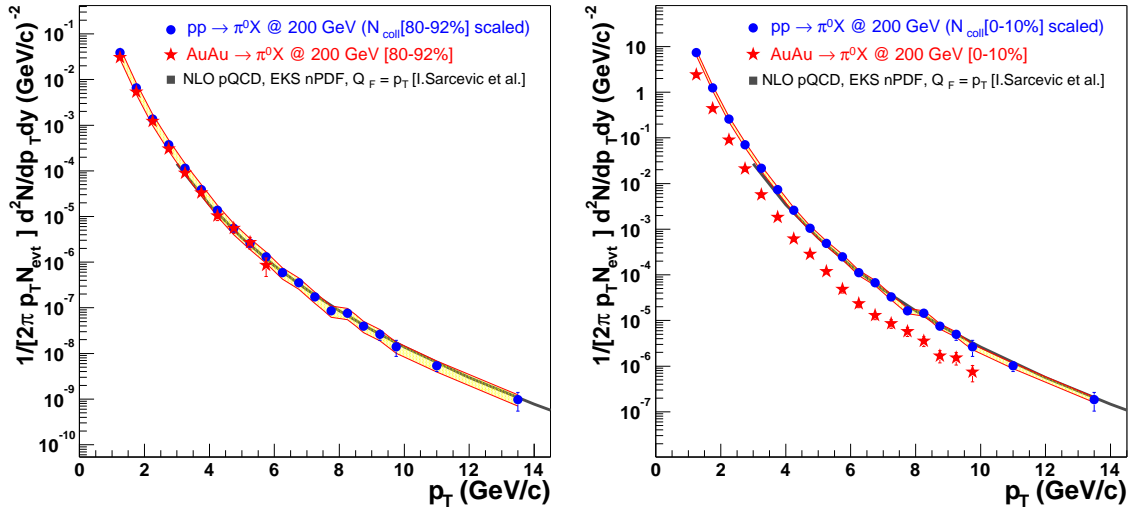 pp → π⁰X @ 200 GeV (N_coll[80-92%] scaled)
AuAu → π⁰X @ 200 GeV [80-92%]
NLO pQCD, EKS nPDF, Q_F = p_T [I.Sarcevic et al.]
1/[2π p_T N_evt] d²N/dp_T dy (GeV/c)⁻²
10⁻¹
10⁻²
10⁻³
10⁻⁴
10⁻⁵
10⁻⁶
10⁻⁷
10⁻⁸
10⁻⁹
10⁻¹⁰
0 2 4 6 8 10 12 14
p_T (GeV/c)
pp → π⁰X @ 200 GeV (N_coll[0-10%] scaled)
AuAu → π⁰X @ 200 GeV [0-10%]
NLO pQCD, EKS nPDF, Q_F = p_T [I.Sarcevic et al.]
1/[2π p_T N_evt] d²N/dp_T dy (GeV/c)⁻²
10
1
10⁻¹
10⁻²
10⁻³
10⁻⁴
10⁻⁵
10⁻⁶
10⁻⁷
0 2 4 6 8 10 12 14
p_T (GeV/c)